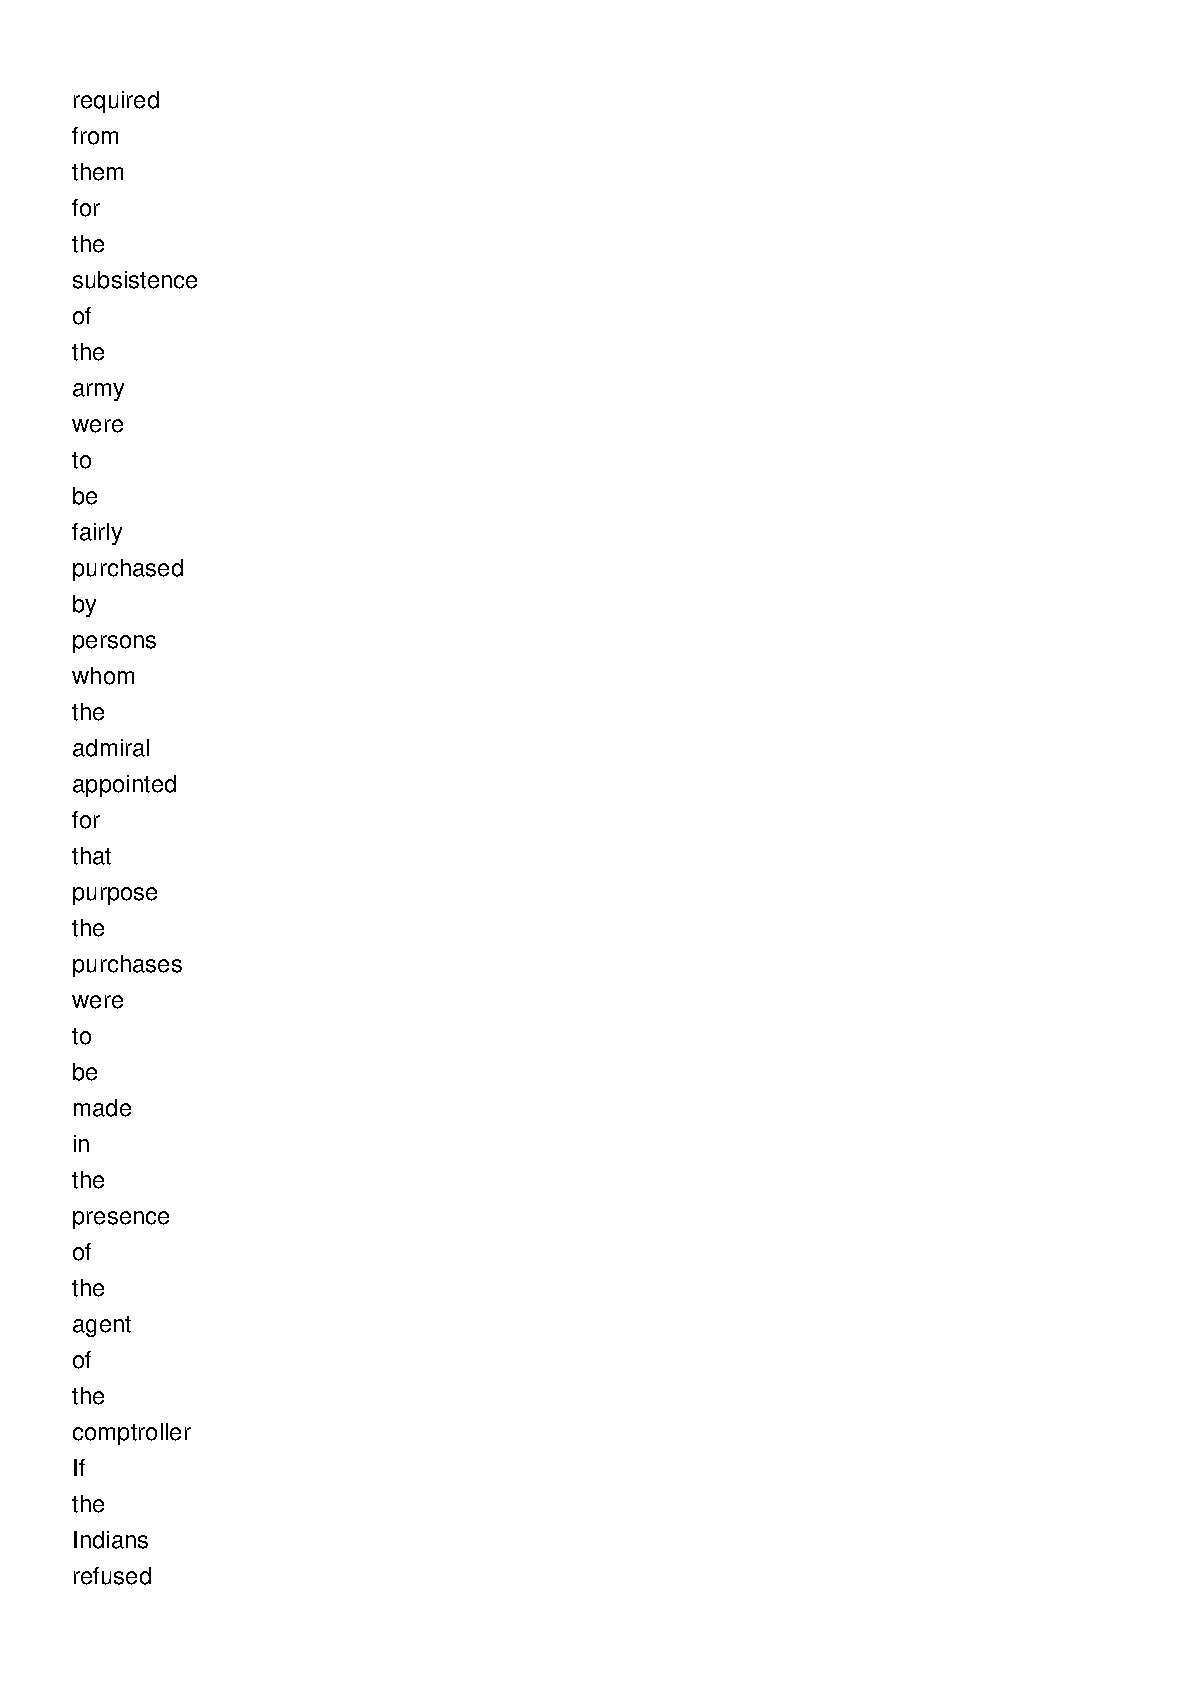 required
from
them
for
the
subsistence
of
the
army
were
to
be
fairly
purchased
by
persons
whom
the
admiral
appointed
for
that
purpose
the
purchases
were
to
be
made
in
the
presence
of
the
agent
of
the
comptroller
If
the
Indians
refused